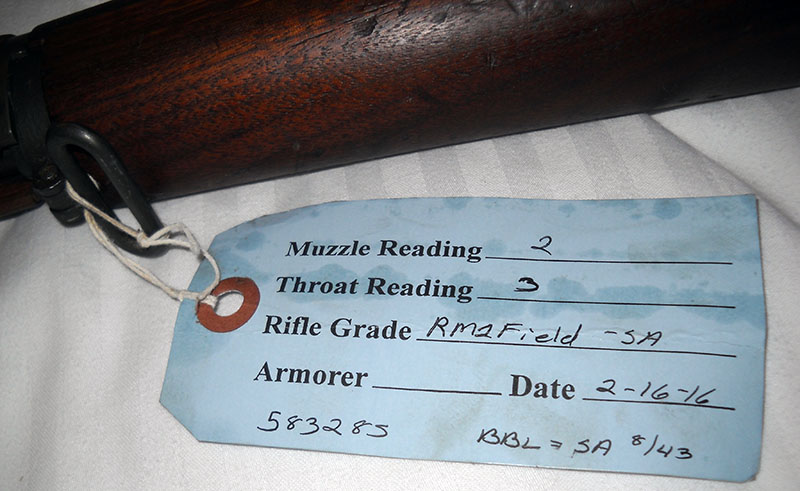 Muzzle Reading 2
Throat Reading 3
Rifle Grade RM2Field -SA
Armorer Date 2-16-16
583285 BBL = SA 8/43